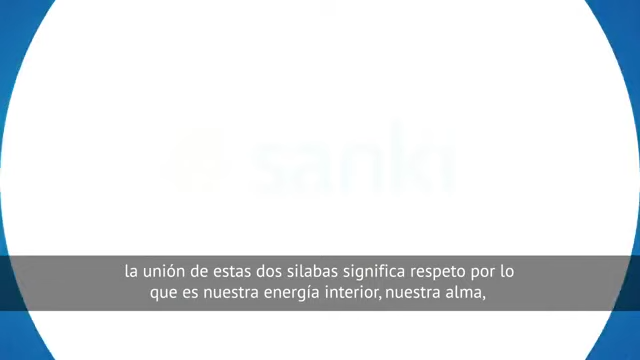 sanki
la unión de estas dos silabas significa respeto por lo
que es nuestra energía interior, nuestra alma,